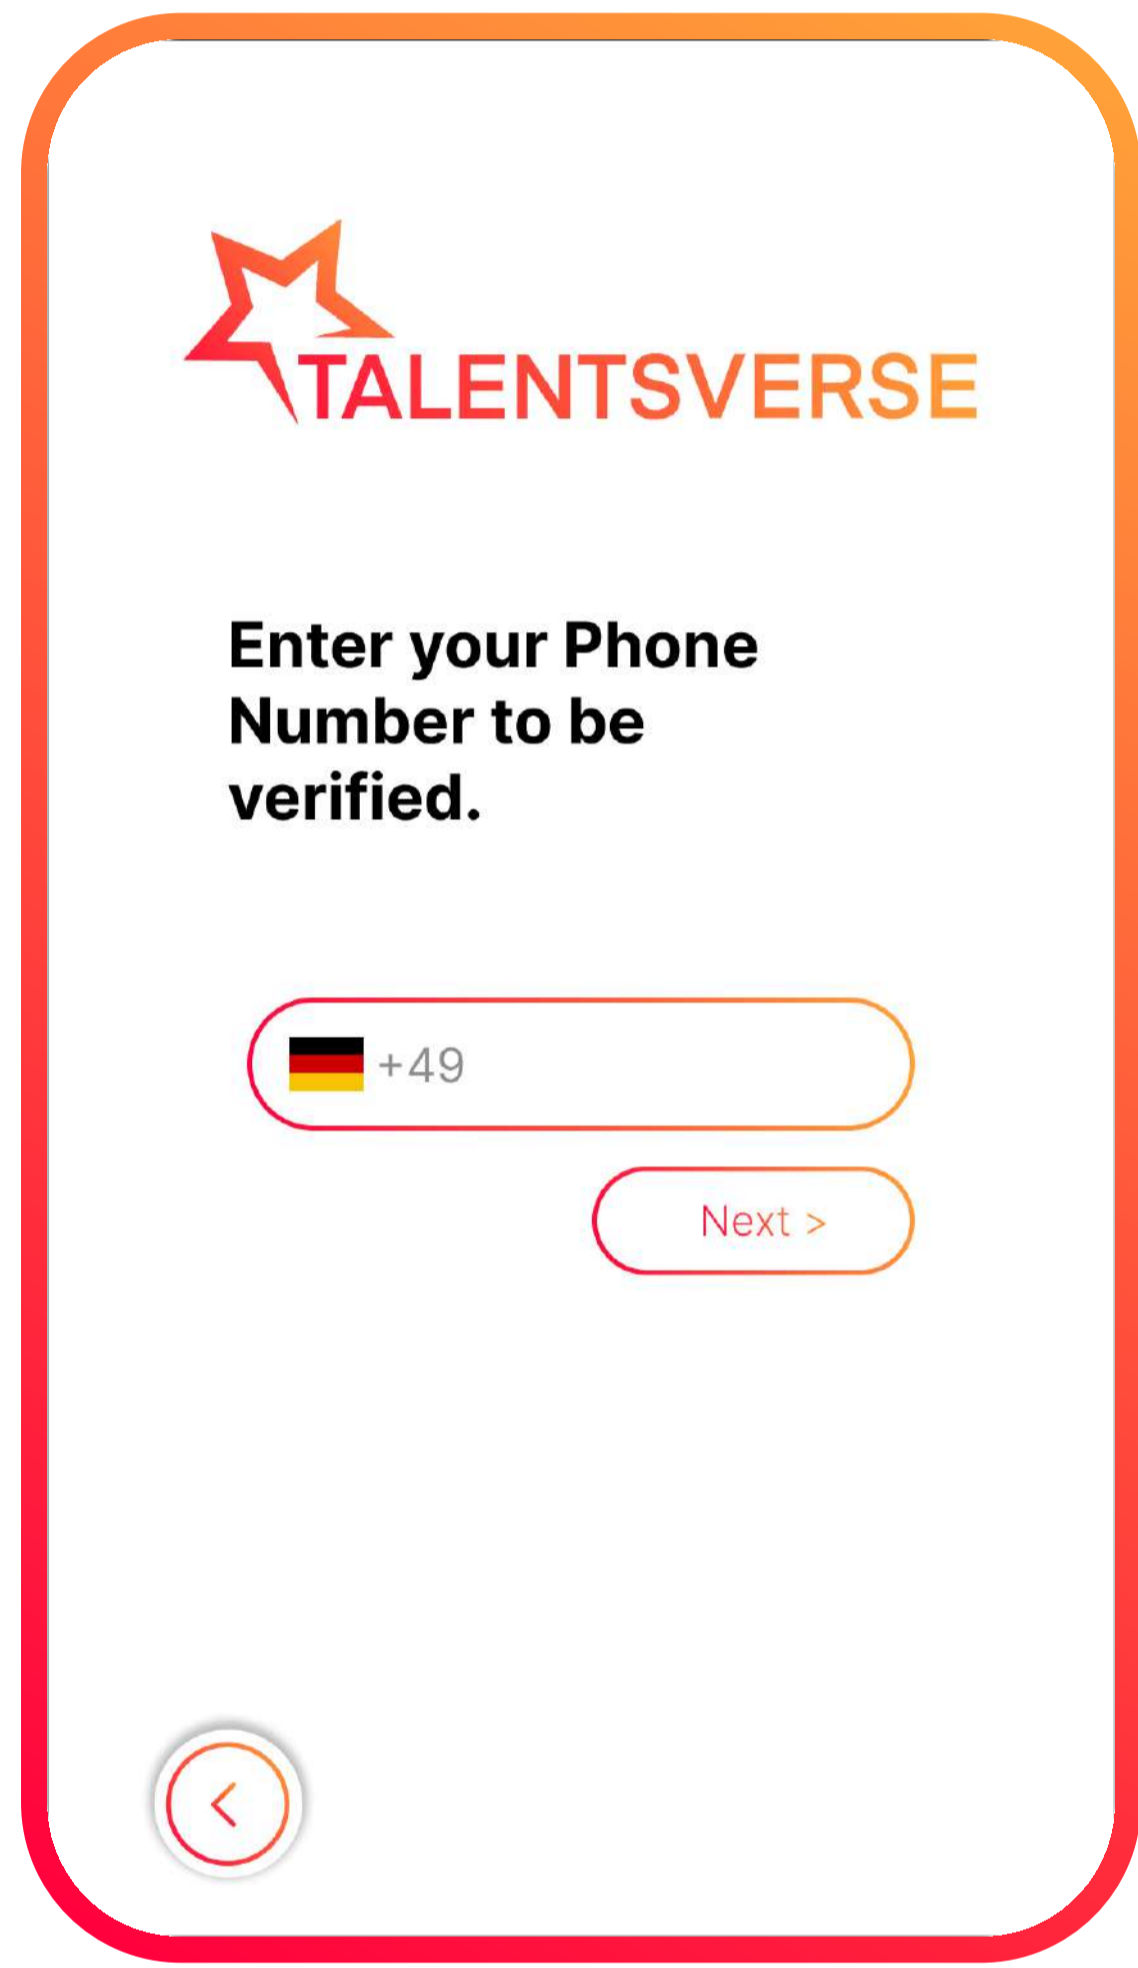 TALENTSVERSE
Enter your Phone
Number to be
verified.
+49
Next >